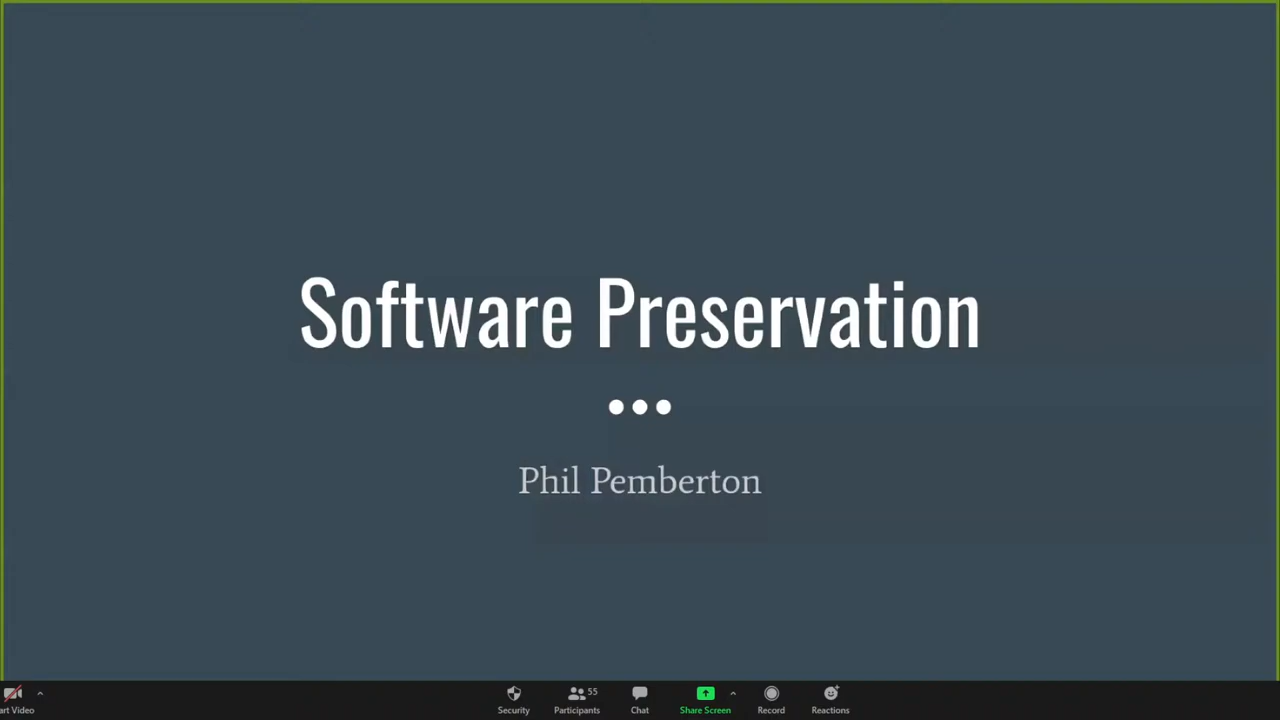 Software Preservation
Phil Pemberton
art Video
Security
Participants
55
Chat
Share Screen
Record
Reactions